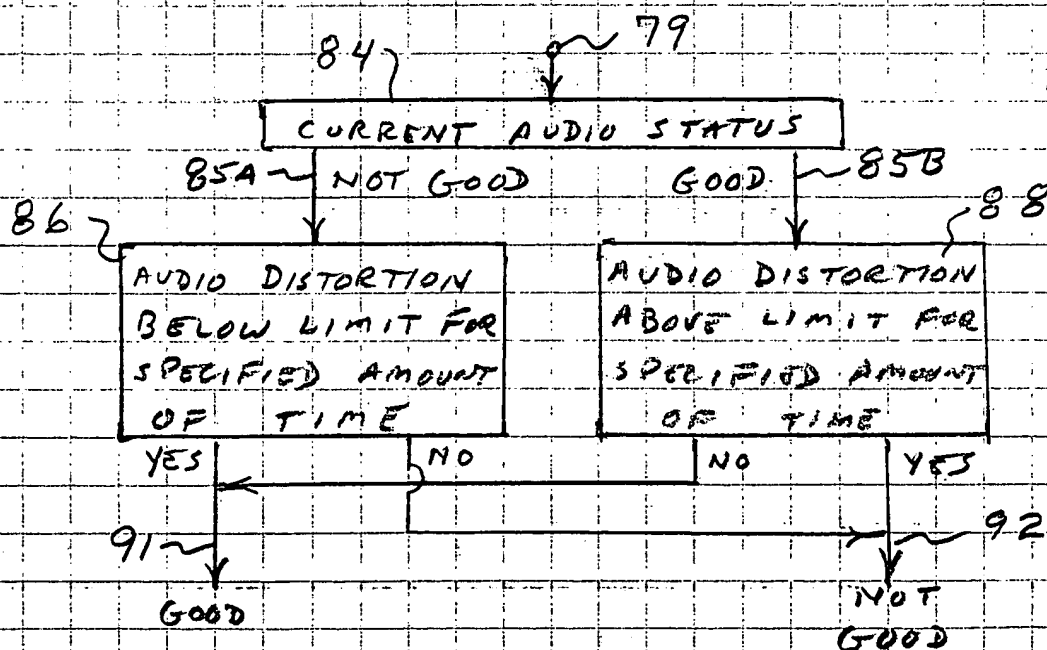 79
84
CURRENT AUDIO STATUS
85A NOT GOOD GOOD 85B
86 88
AUDIO DISTORTION
BELOW LIMIT FOR
SPECIFIED AMOUNT
OF TIME
AUDIO DISTORTION
ABOVE LIMIT FOR
SPECIFIED AMOUNT
OF TIME
YES NO NO YES
91 92
GOOD
NOT
GOOD